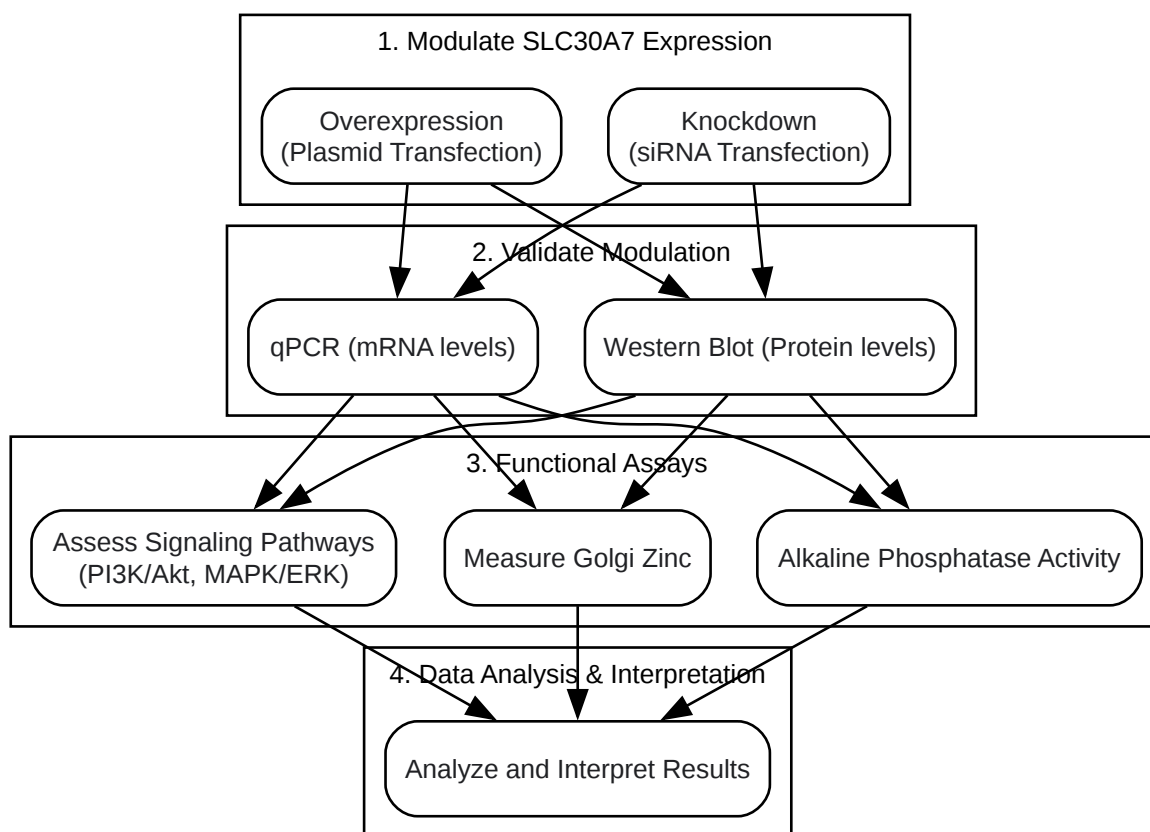 1. Modulate SLC30A7 Expression
Overexpression
(Plasmid Transfection)
Knockdown
(siRNA Transfection)
2. Validate Modulation
qPCR (mRNA levels)
Western Blot (Protein levels)
3. Functional Assays
Assess Signaling Pathways
(PI3K/Akt, MAPK/ERK)
Measure Golgi Zinc
Alkaline Phosphatase Activity
4. Data Analysis & Interpretation
Analyze and Interpret Results